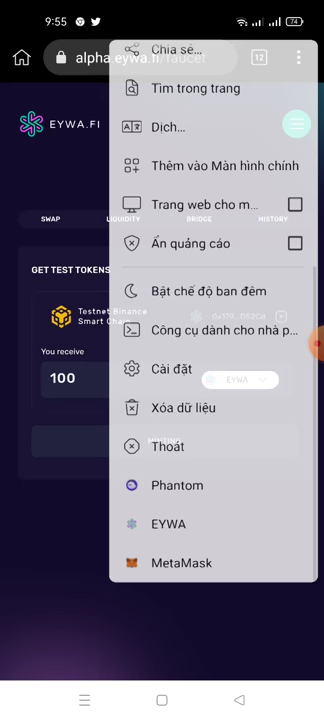 9:55
74
alpha.eywa.fi/faucet
12
Chia sẻ...
Tìm trong trang
EYWA.FI
Dịch...
Thêm vào Màn hình chính
Trang web cho m...
SWAP
LIQUIDITY
BRIDGE
HISTORY
Ẩn quảng cáo
GET TEST TOKENS
Bật chế độ ban đêm
Testnet Binance
Smart Chain
Công cụ dành cho nhà p...
You receive
Cài đặt
100
EYWA
Xóa dữ liệu
Thoát
Phantom
EYWA
MetaMask